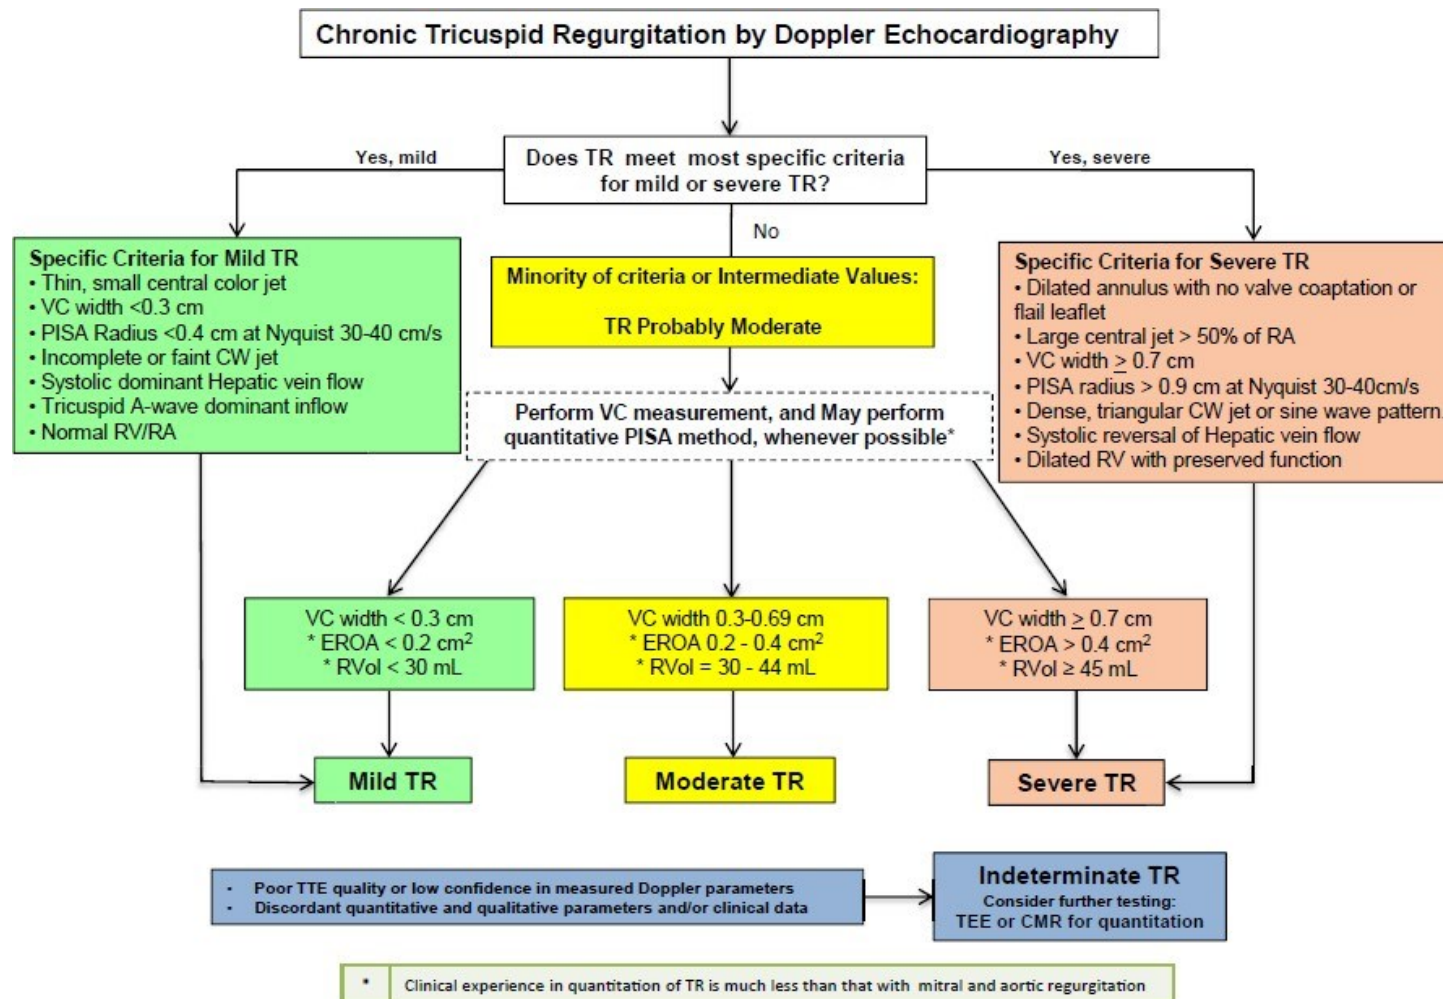 Chronic Tricuspid Regurgitation by Doppler Echocardiography
Yes, mild
Does TR meet most specific criteria
for mild or severe TR?
Yes, severe
No
Specific Criteria for Mild TR
• Thin, small central color jet
• VC width <0.3 cm
• PISA Radius <0.4 cm at Nyquist 30-40 cm/s
• Incomplete or faint CW jet
• Systolic dominant Hepatic vein flow
• Tricuspid A-wave dominant inflow
• Normal RV/RA
Minority of criteria or Intermediate Values:
TR Probably Moderate
Specific Criteria for Severe TR
• Dilated annulus with no valve coaptation or
flail leaflet
• Large central jet > 50% of RA
• VC width ≥ 0.7 cm
• PISA radius > 0.9 cm at Nyquist 30-40cm/s
• Dense, triangular CW jet or sine wave pattern.
• Systolic reversal of Hepatic vein flow
• Dilated RV with preserved function
Perform VC measurement, and May perform
quantitative PISA method, whenever possible*
VC width < 0.3 cm
* EROA < 0.2 cm²
* RVol < 30 mL
VC width 0.3-0.69 cm
* EROA 0.2 - 0.4 cm²
* RVol = 30 - 44 mL
VC width ≥ 0.7 cm
* EROA > 0.4 cm²
* RVol ≥ 45 mL
Mild TR
Moderate TR
Severe TR
• Poor TTE quality or low confidence in measured Doppler parameters
• Discordant quantitative and qualitative parameters and/or clinical data
Indeterminate TR
Consider further testing:
TEE or CMR for quantitation
* Clinical experience in quantitation of TR is much less than that with mitral and aortic regurgitation